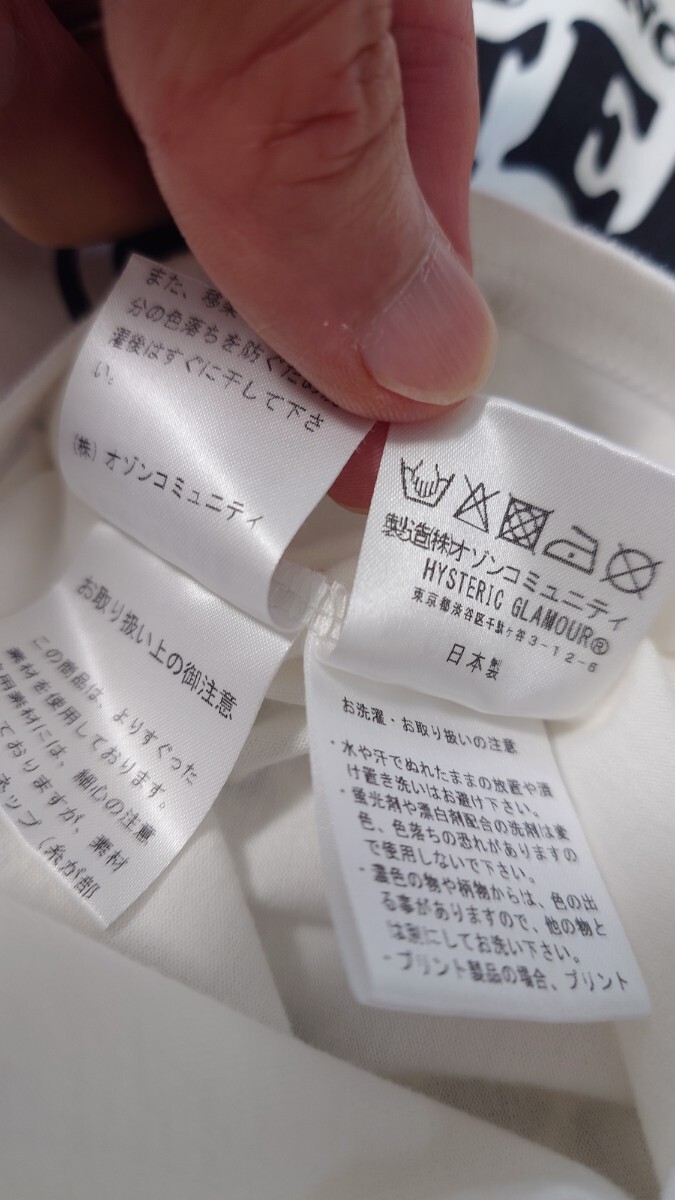 また、
分の色落ちを防ぐため
濯後はすぐに干して下さ
い。
(株) オゾンコミュニティ
製造㈱オゾンコミュニティ
HYSTERIC GLAMOUR®
東京都渋谷区千駄ヶ谷3-12-6
日本製
お取り扱い上の御注意
この商品は、よりすぐった
素材を使用しております。
用素材には、細心の注意
ておりますが、素材
ネップ(糸が部
お洗濯・お取り扱いの注意
・水や汗でぬれたままの放置や漬
け置き洗いはお避け下さい。
・蛍光剤や漂白剤配合の洗剤は変
色、色落ちの恐れがありますの
で使用しないで下さい。
・濃色の物や柄物からは、色の出
る事がありますので、他の物と
は別にしてお洗い下さい。
・プリント製品の場合、プリント